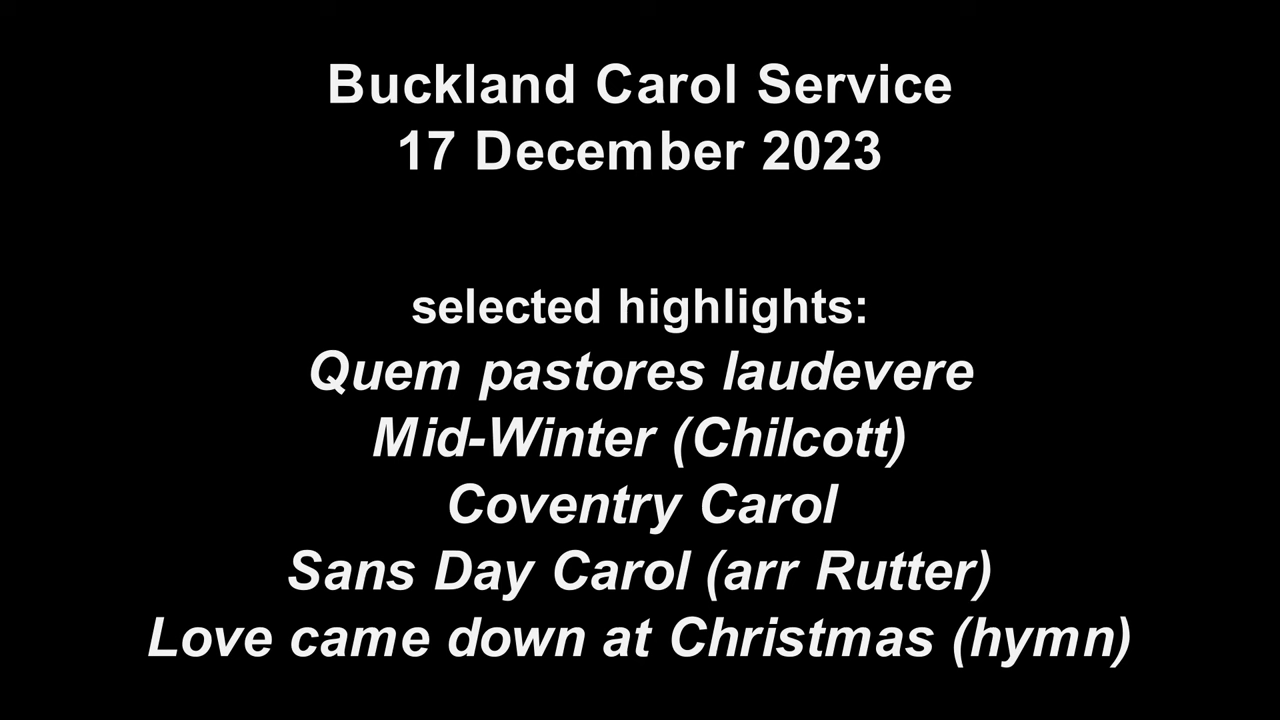 Buckland Carol Service
17 December 2023
selected highlights:
Quem pastores laudevere
Mid-Winter (Chilcott)
Coventry Carol
Sans Day Carol (arr Rutter)
Love came down at Christmas (hymn)